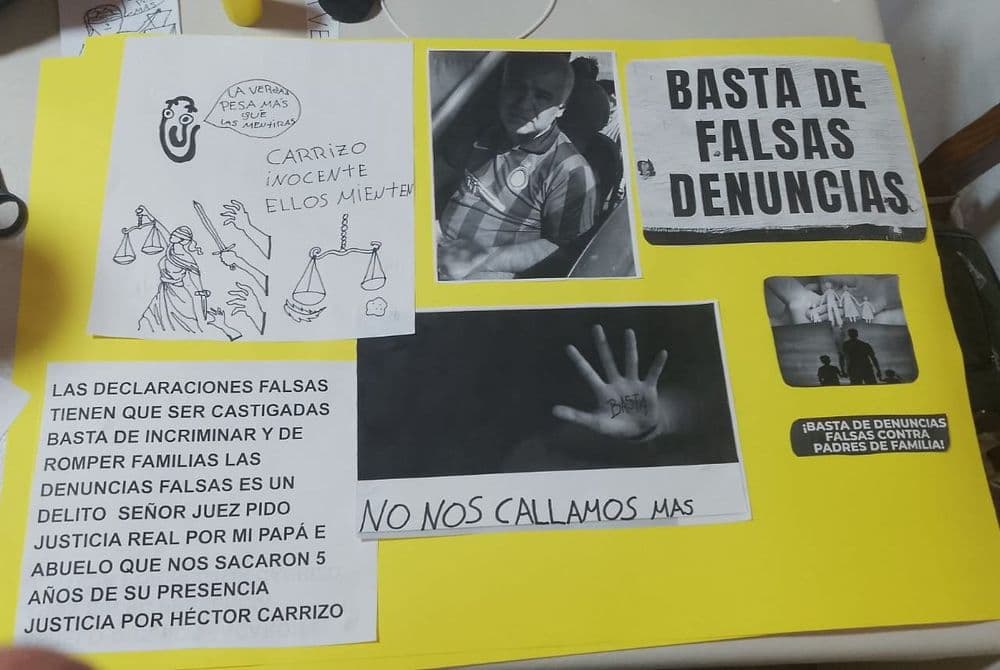 LA VERDAD
PESA MÁS
QUE
LAS MENTIRAS
CARRIZO
INOCENTE
ELLOS MIENTEN
BASTA DE
FALSAS
DENUNCIAS
BASTA
NO NOS CALLAMOS MAS
¡BASTA DE DENUNCIAS
FALSAS CONTRA
PADRES DE FAMILIA!
LAS DECLARACIONES FALSAS
TIENEN QUE SER CASTIGADAS
BASTA DE INCRIMINAR Y DE
ROMPER FAMILIAS LAS
DENUNCIAS FALSAS ES UN
DELITO SEÑOR JUEZ PIDO
JUSTICIA REAL POR MI PAPÁ E
ABUELO QUE NOS SACARON 5
AÑOS DE SU PRESENCIA
JUSTICIA POR HÉCTOR CARRIZO